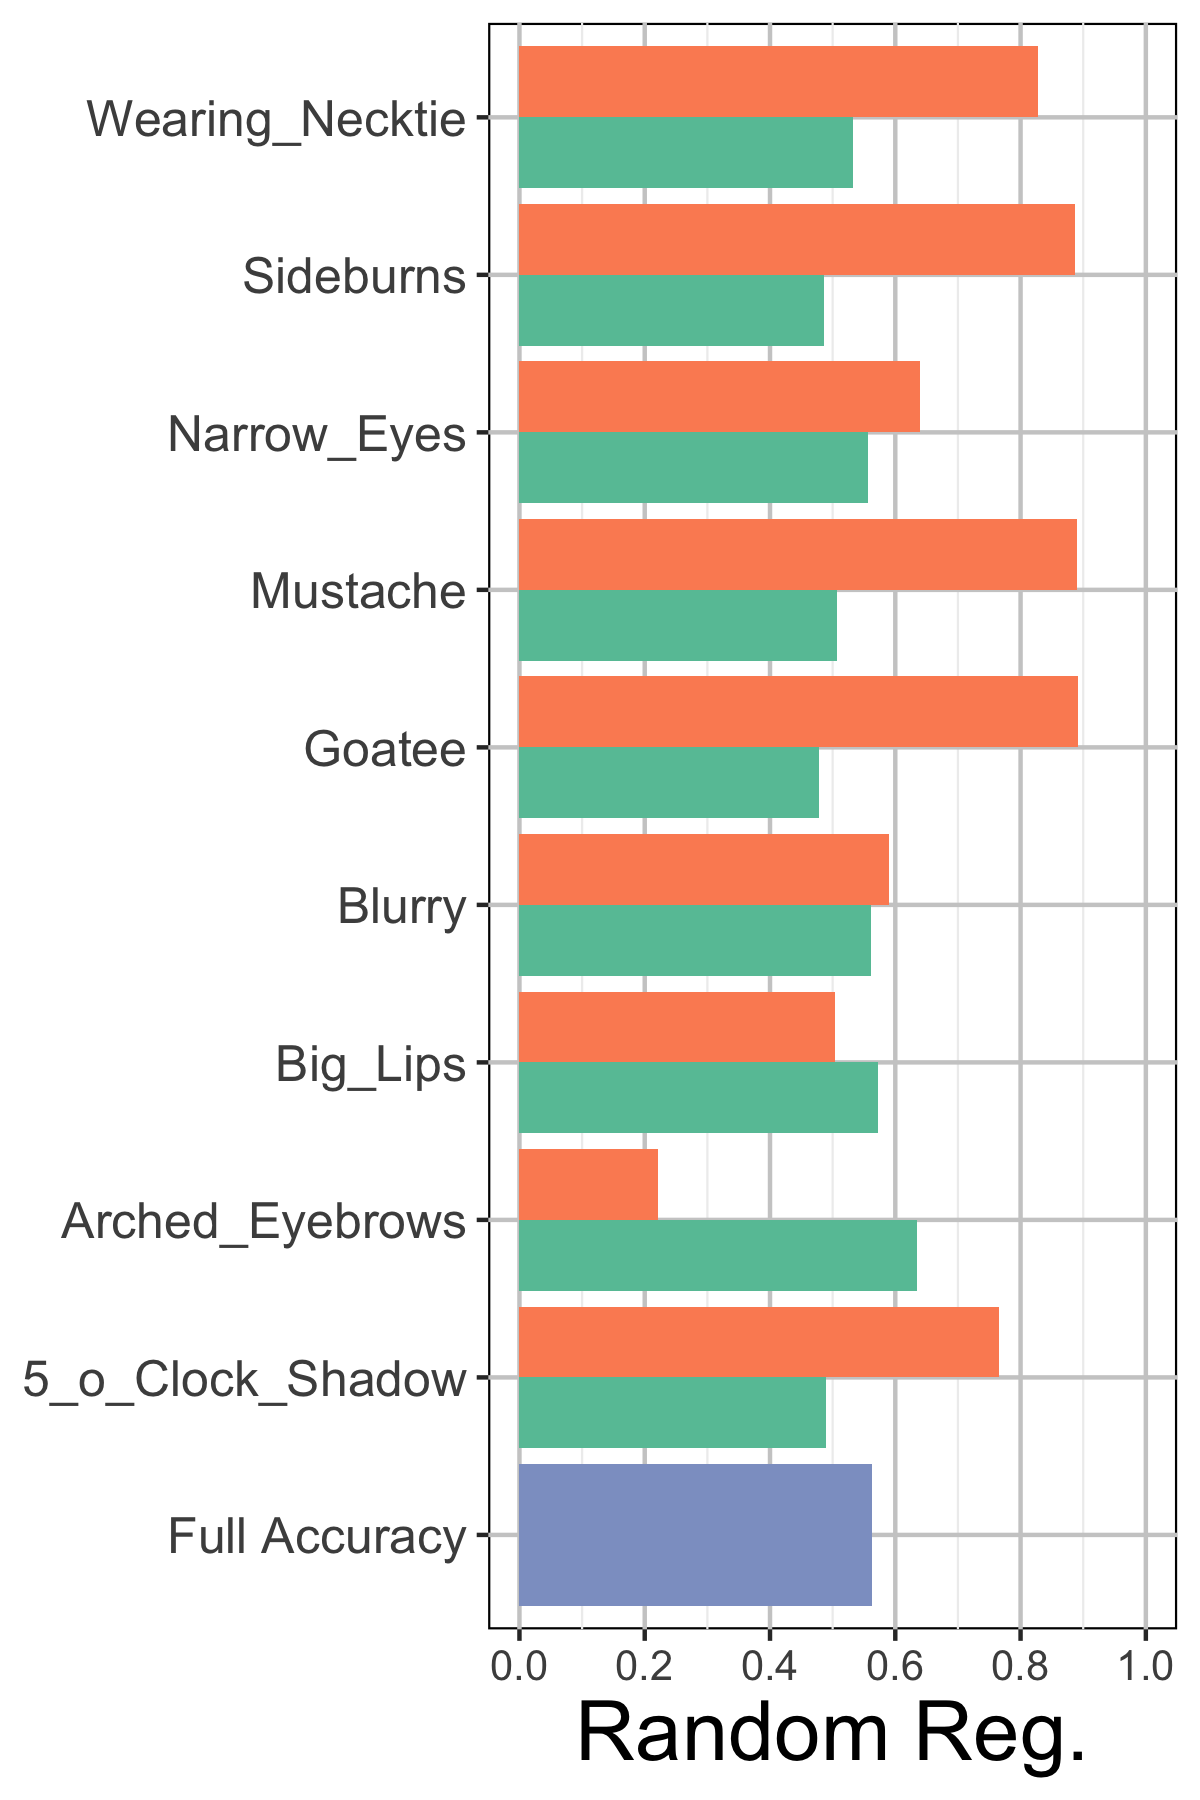 Wearing_Necktie
Sideburns
Narrow_Eyes
Mustache
Goatee
Blurry
Big_Lips
Arched_Eyebrows
5_o_Clock_Shadow
Full Accuracy
0.0 0.2 0.4 0.6 0.8 1.0
Random Reg.